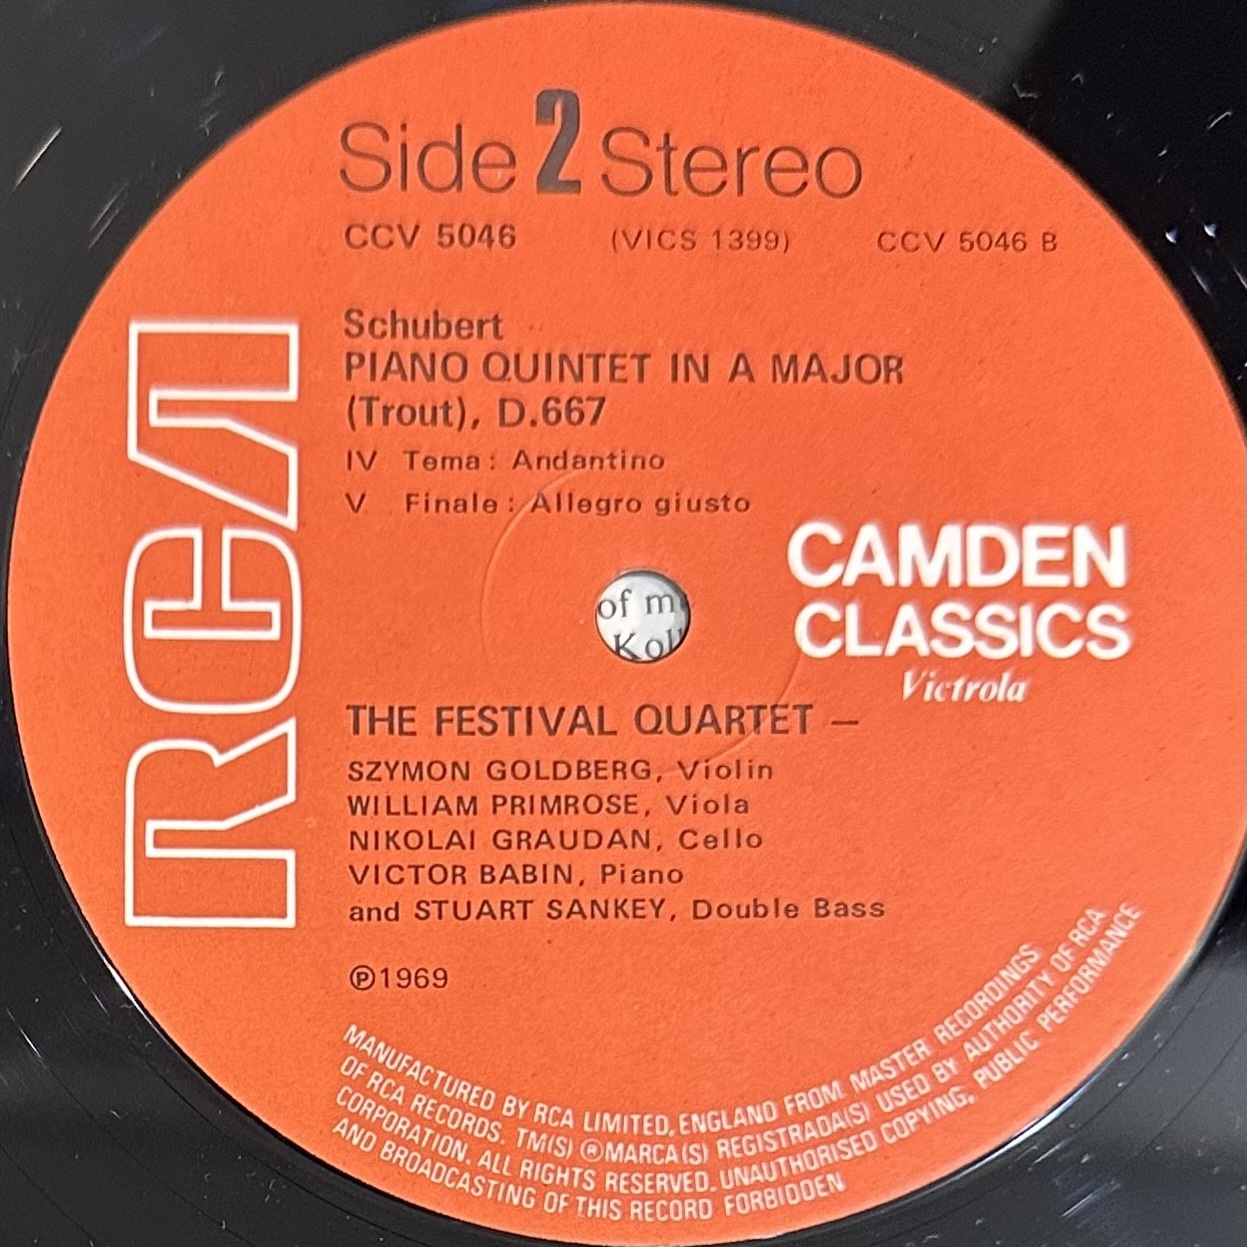 Side 2 Stereo
CCV 5046 (VICS 1399) CCV 5046 B
Schubert
PIANO QUINTET IN A MAJOR
(Trout), D.667
IV Tema: Andantino
V Finale: Allegro giusto
RCA
CAMDEN
CLASSICS
Victrola
of m
THE FESTIVAL QUARTET –
SZYMON GOLDBERG, Violin
WILLIAM PRIMROSE, Viola
NIKOLAI GRAUDAN, Cello
VICTOR BABIN, Piano
and STUART SANKEY, Double Bass
℗1969
MANUFACTURED BY RCA LIMITED, ENGLAND FROM MASTER RECORDINGS
OF RCA RECORDS. TM(S) ®MARCA(S) REGISTRADA(S) USED BY AUTHORITY OF RCA
CORPORATION. ALL RIGHTS RESERVED. UNAUTHORISED COPYING, PUBLIC PERFORMANCE
AND BROADCASTING OF THIS RECORD FORBIDDEN